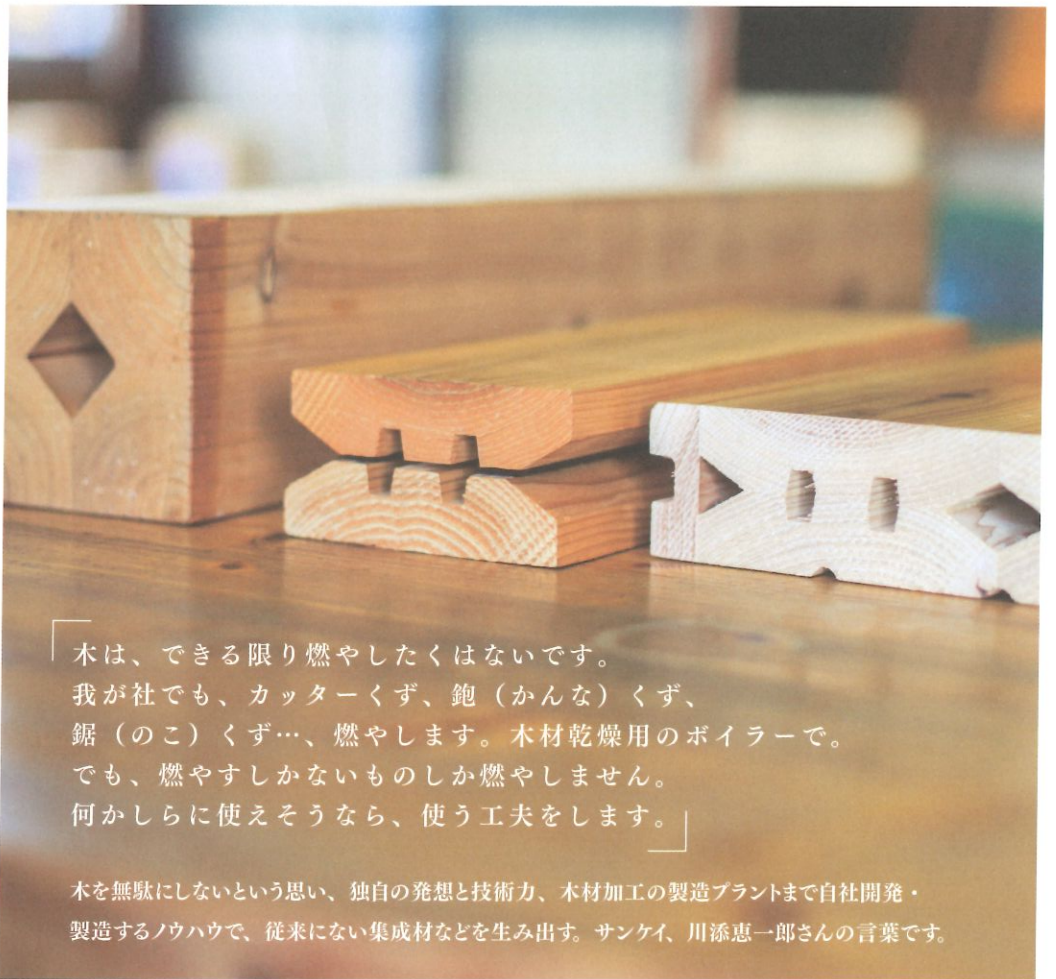 「木は、できる限り燃やしたくはないです。
我が社でも、カッターくず、鉋（かんな）くず、
鋸（のこ）くず…、燃やします。木材乾燥用のボイラーで。
でも、燃やすしかないものしか燃やしません。
何かしらに使えそうなら、使う工夫をします。」
木を無駄にしないという思い、独自の発想と技術力、木材加工の製造プラントまで自社開発・
製造するノウハウで、従来にない集成材などを生み出す。サンケイ、川添恵一郎さんの言葉です。